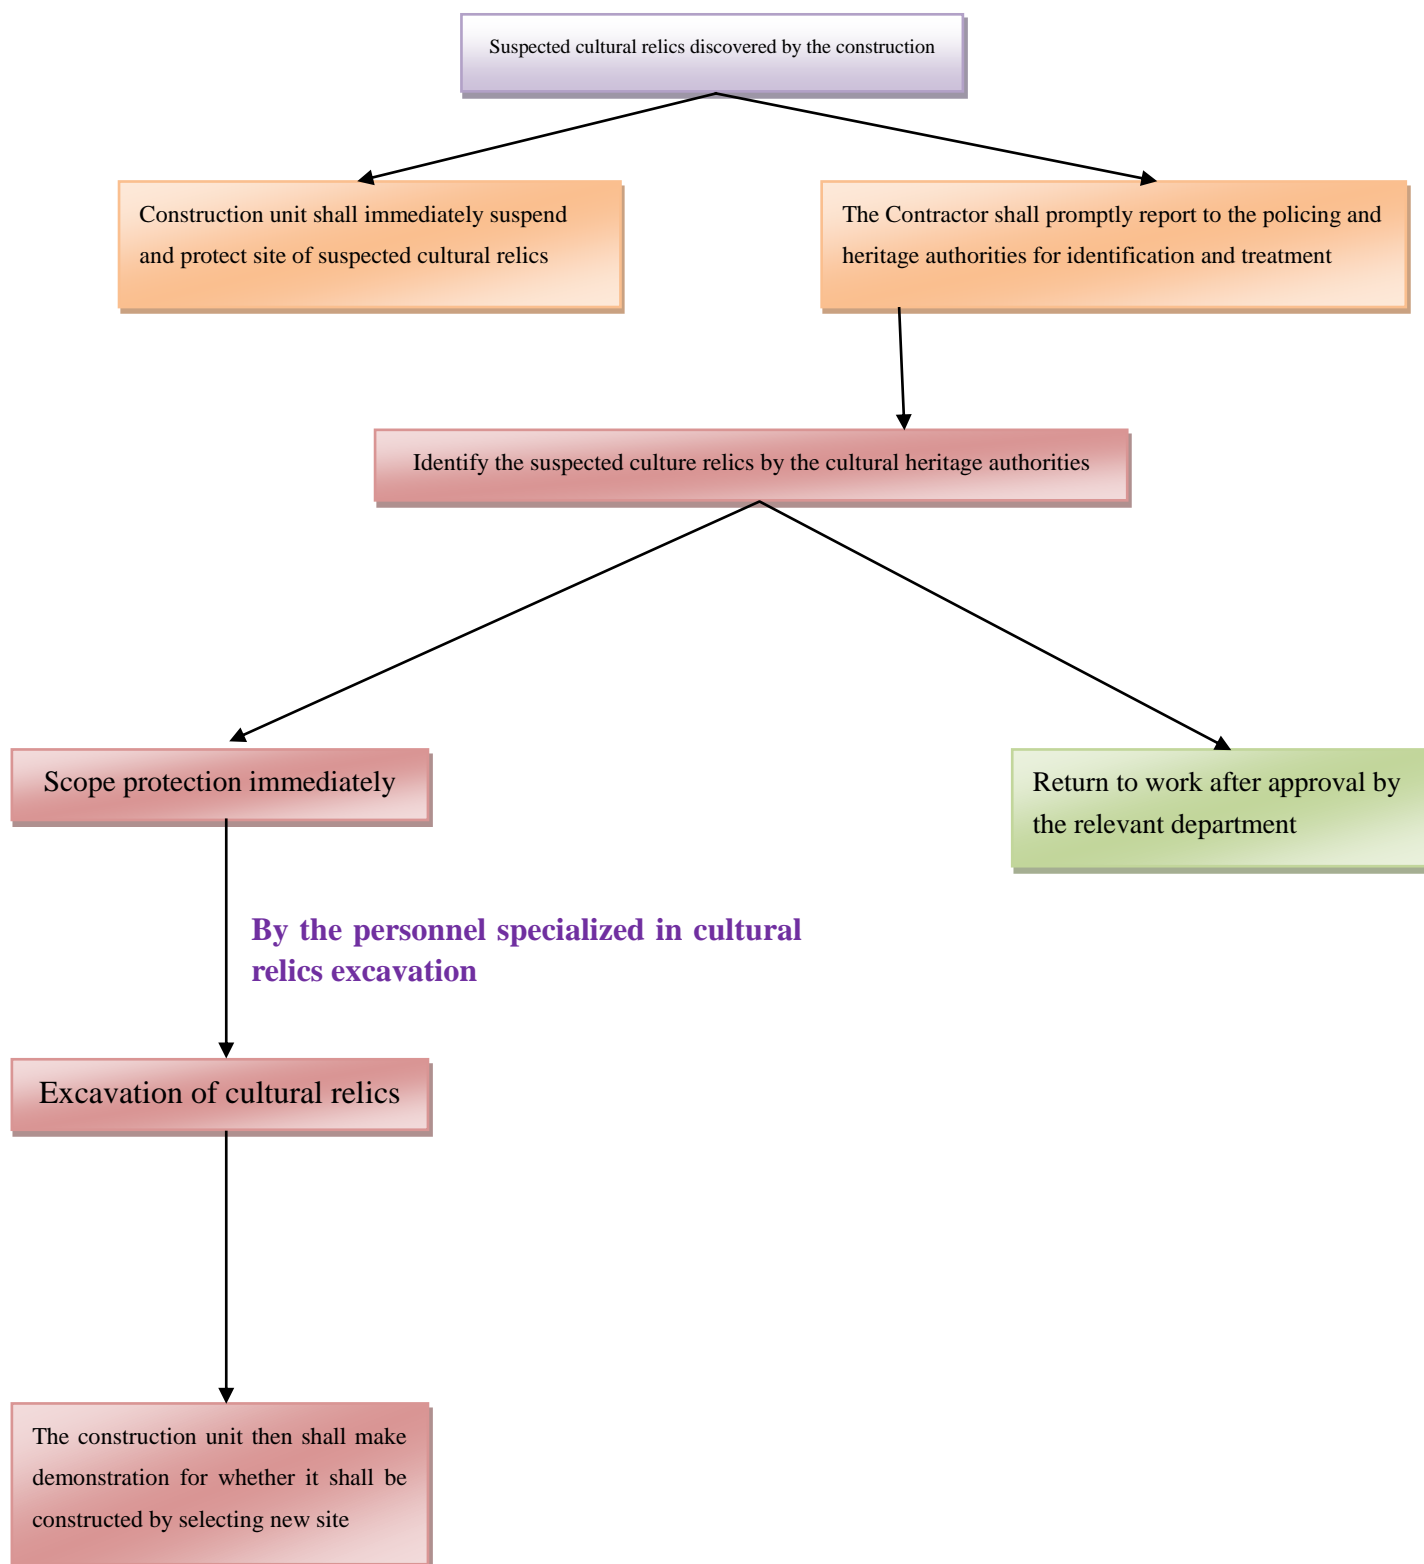 Suspected cultural relics discovered by the construction
Construction unit shall immediately suspend
and protect site of suspected cultural relics
The Contractor shall promptly report to the policing and
heritage authorities for identification and treatment
Identify the suspected culture relics by the cultural heritage authorities
Scope protection immediately
Return to work after approval by
the relevant department
By the personnel specialized in cultural
relics excavation
Excavation of cultural relics
The construction unit then shall make
demonstration for whether it shall be
constructed by selecting new site